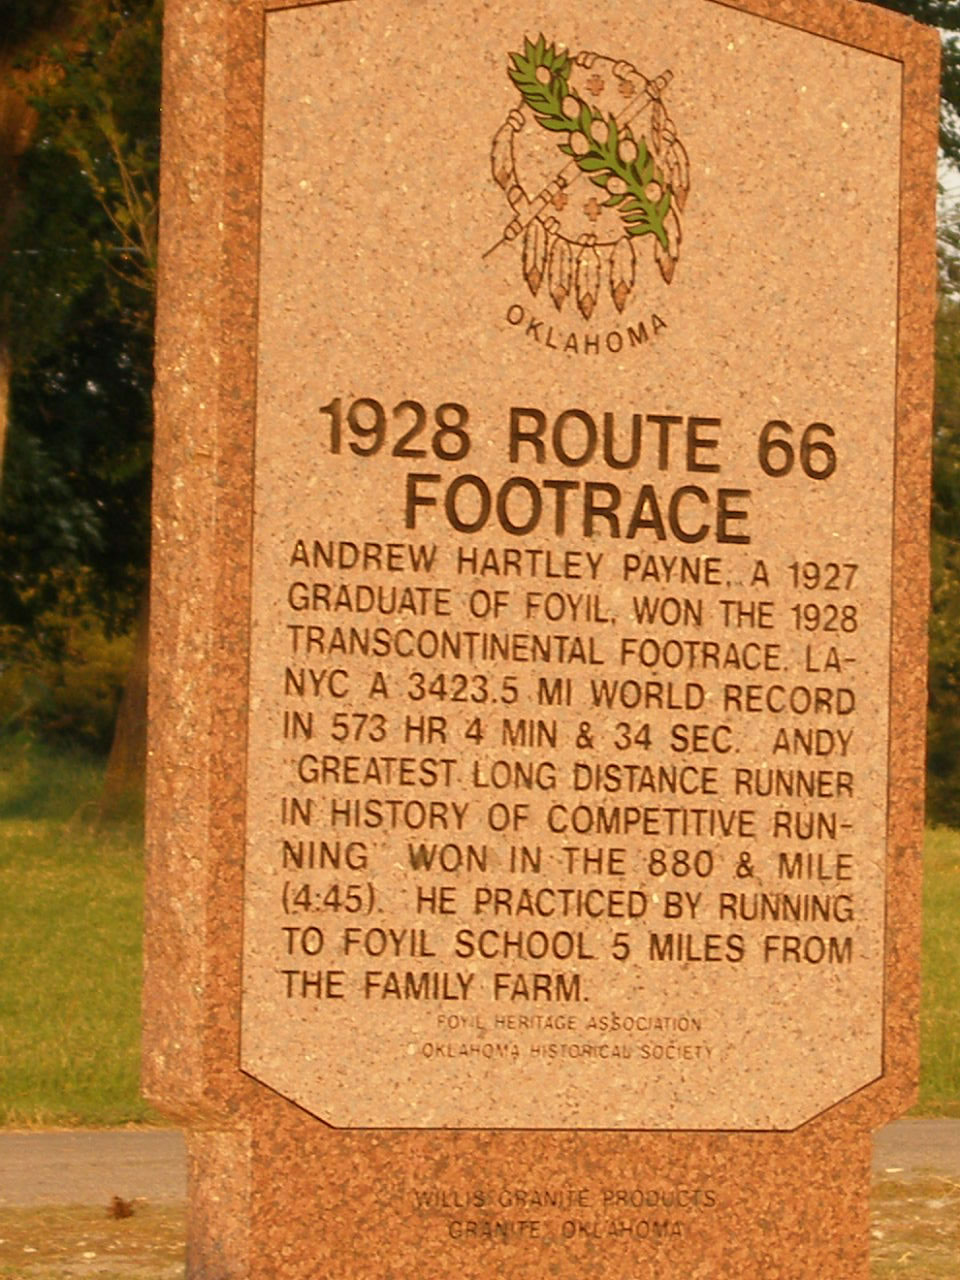 OKLAHOMA
1928 ROUTE 66
FOOTRACE
ANDREW HARTLEY PAYNE, A 1927
GRADUATE OF FOYIL, WON THE 1928
TRANSCONTINENTAL FOOTRACE. LA-
NYC A 3423.5 MI WORLD RECORD
IN 573 HR 4 MIN & 34 SEC. ANDY
"GREATEST LONG DISTANCE RUNNER
IN HISTORY OF COMPETITIVE RUN-
NING" WON IN THE 880 & MILE
(4:45). HE PRACTICED BY RUNNING
TO FOYIL SCHOOL 5 MILES FROM
THE FAMILY FARM.
FOYIL HERITAGE ASSOCIATION
OKLAHOMA HISTORICAL SOCIETY
WILLIS GRANITE PRODUCTS
GRANITE, OKLAHOMA